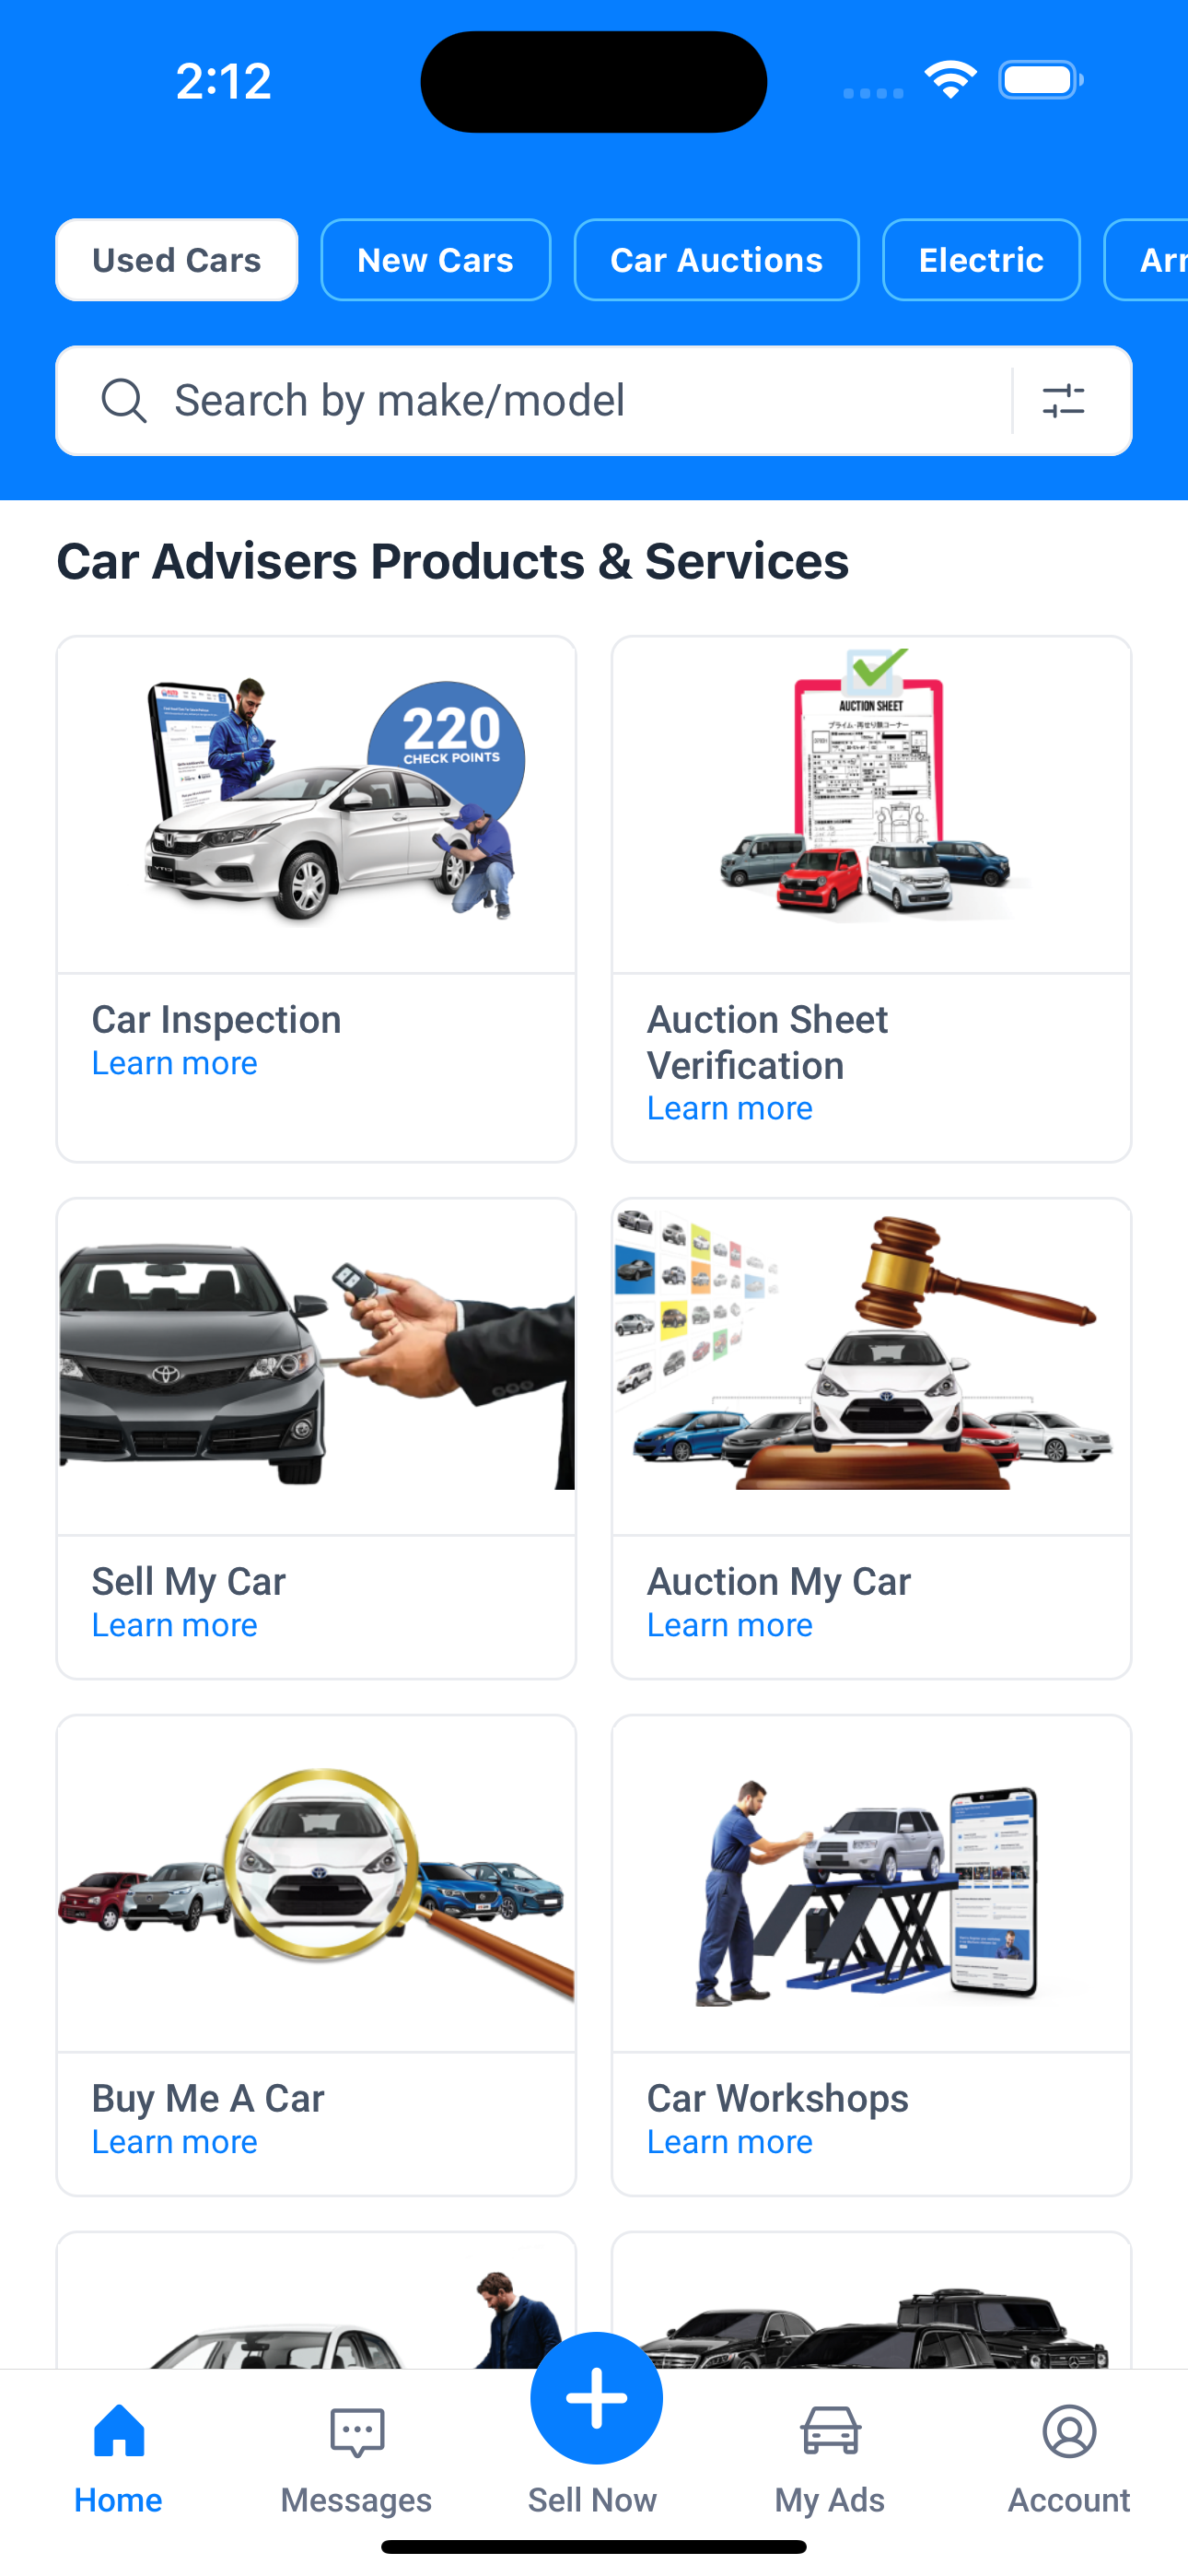 2:12
Used Cars
New Cars
Car Auctions
Electric
Search by make/model
Car Advisers Products & Services
220
CHECK POINTS
AUCTION SHEET
Car Inspection
Learn more
Auction Sheet
Verification
Learn more
Sell My Car
Learn more
Auction My Car
Learn more
Buy Me A Car
Learn more
Car Workshops
Learn more
Home
Messages
Sell Now
My Ads
Account